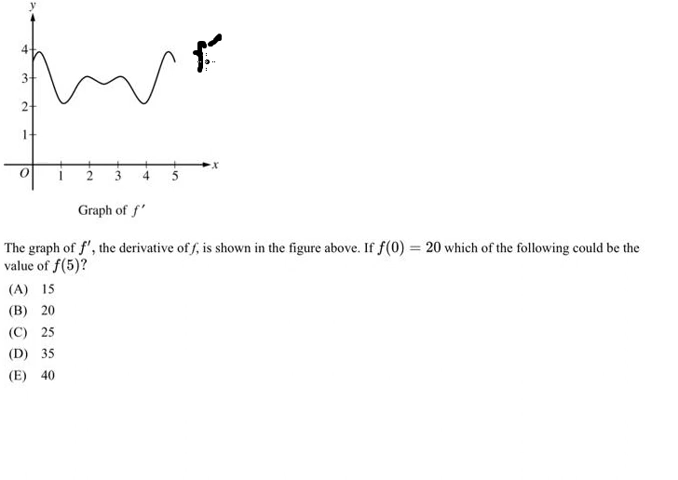 y
4
3
2
1
O 1 2 3 4 5 x
f'
Graph of f'
The graph of f', the derivative of f, is shown in the figure above. If f(0) = 20 which of the following could be the
value of f(5)?
(A) 15
(B) 20
(C) 25
(D) 35
(E) 40